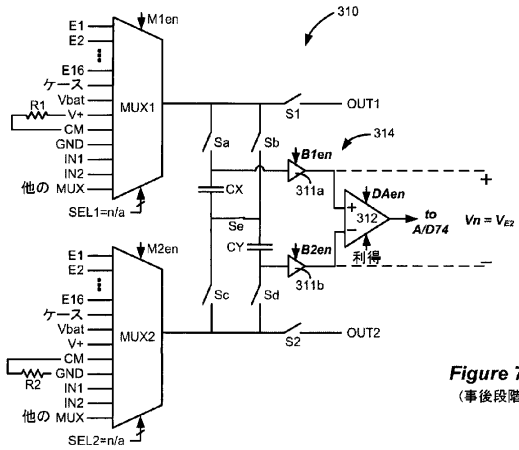 M1en
310
E1
E2
E16
ケース
Vbat
R1
V+
CM
GND
IN1
IN2
他の MUX
MUX1
SEL1=n/a
S1
OUT1
314
Sa
Sb
B1en
311a
CX
Se
CY
DAen
+
312
−
to
A/D74
利得
+
Vn = VE2
−
B2en
311b
Sc
Sd
S2
OUT2
M2en
E1
E2
E16
ケース
Vbat
V+
CM
GND
R2
IN1
IN2
他の MUX
MUX2
SEL2=n/a
Figure 7
(事後段階